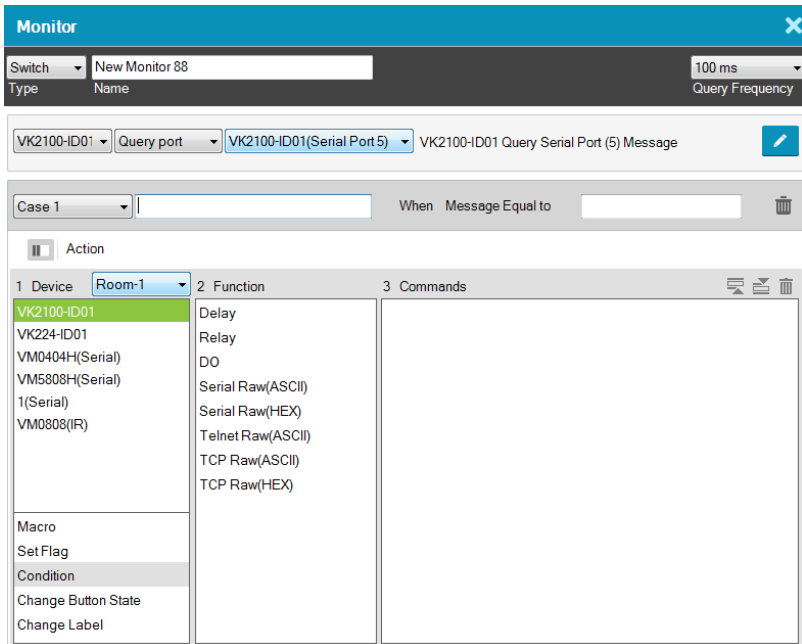 Monitor
Switch New Monitor 88 100 ms
Type Name Query Frequency
VK2100-ID01 Query port VK2100-ID01(Serial Port 5) VK2100-ID01 Query Serial Port (5) Message
Case 1 When Message Equal to
Action
1 Device Room-1 2 Function 3 Commands
VK2100-ID01
VK224-ID01
VM0404H(Serial)
VM5808H(Serial)
1(Serial)
VM0808(IR)
Macro
Set Flag
Condition
Change Button State
Change Label
Delay
Relay
DO
Serial Raw(ASCII)
Serial Raw(HEX)
Telnet Raw(ASCII)
TCP Raw(ASCII)
TCP Raw(HEX)